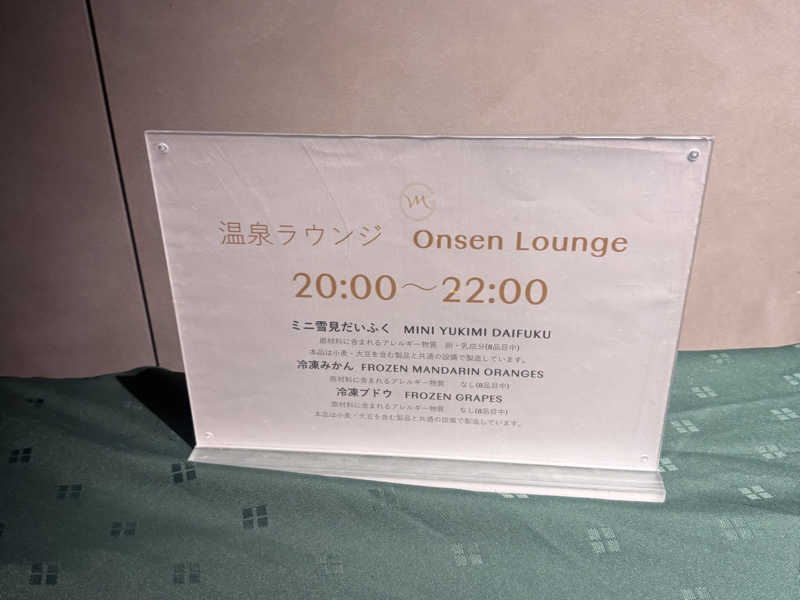 温泉ラウンジ Onsen Lounge
20:00～22:00
ミニ雪見だいふく MINI YUKIMI DAIFUKU
原材料に含まれるアレルギー物質 卵・乳成分(8品目中)
本品は小麦・大豆を含む製品と共通の設備で製造しています。
冷凍みかん FROZEN MANDARIN ORANGES
原材料に含まれるアレルギー物質 なし(8品目中)
冷凍ブドウ FROZEN GRAPES
原材料に含まれるアレルギー物質 なし(8品目中)
本品は小麦・大豆を含む製品と共通の設備で製造しています。